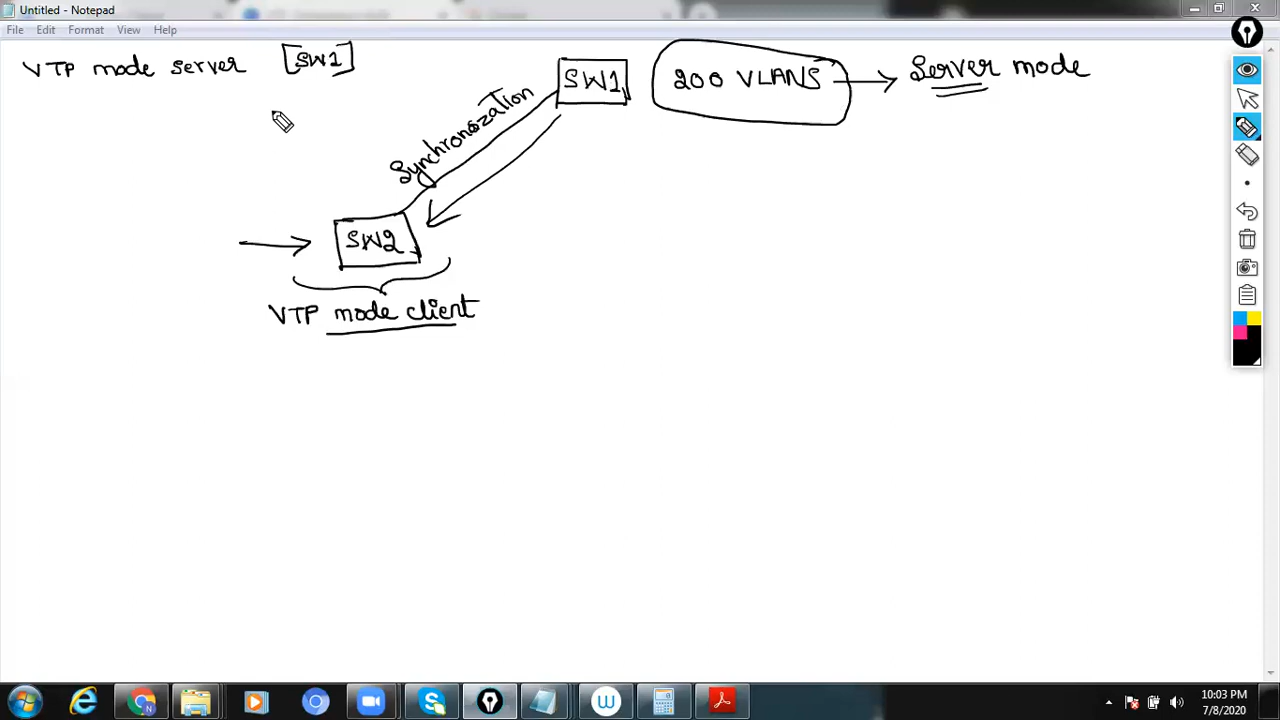 Untitled - Notepad
File Edit Format View Help
VTP mode server [SW1]
SW1
200 VLANS
Server mode
Synchronization
SW2
VTP mode client
10:03 PM
7/8/2020